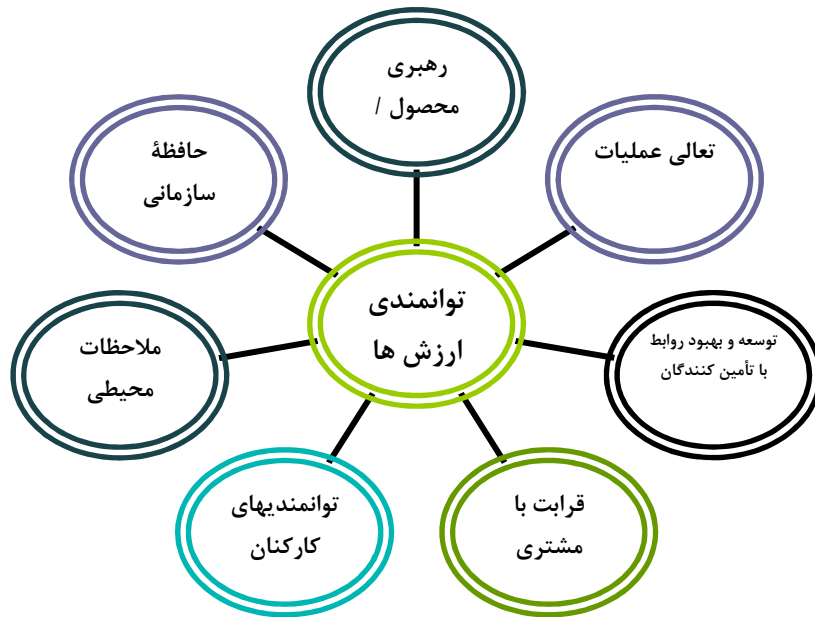 رهبری
محصول /
تعالی عملیات
حافظهٔ
سازمانی
توانمندی
ارزش ها
توسعه و بهبود روابط
با تأمین کنندگان
ملاحظات
محیطی
قرابت با
مشتری
توانمندیهای
کارکنان